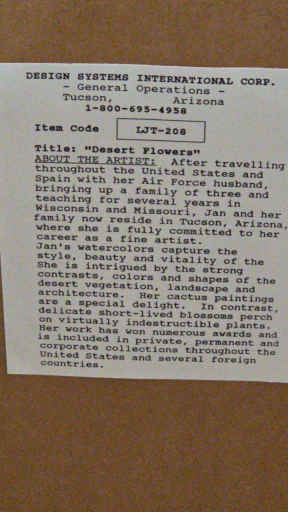 DESIGN SYSTEMS INTERNATIONAL CORP.
- General Operations -
Tucson, Arizona
1-800-695-4958
Item Code LJT-208
Title: "Desert Flowers"
ABOUT THE ARTIST: After travelling
throughout the United States and
Spain with her Air Force husband,
bringing up a family of three and
teaching for several years in
Wisconsin and Missouri, Jan and her
family now reside in Tucson, Arizona,
where she is fully committed to her
career as a fine artist.
Jan's watercolors capture the
style, beauty and vitality of the
She is intrigued by the strong
contrasts, colors and shapes of the
desert vegetation, landscape and
architecture. Her cactus paintings
are a special delight. In contrast,
delicate short-lived blossoms perch
on virtually indestructible plants.
Her work has won numerous awards and
is included in private, permanent and
corporate collections throughout the
United States and several foreign
countries.